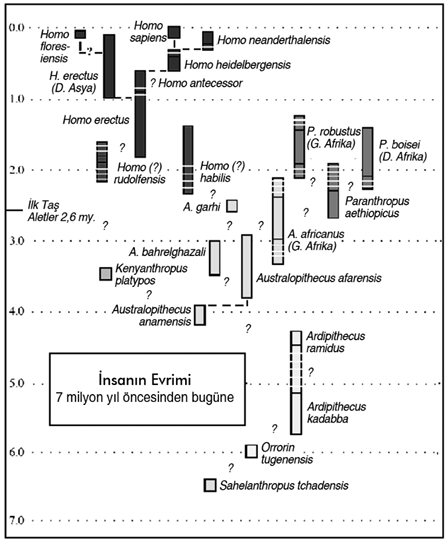 0.0
Homo
flores-
iensis
?
Homo
sapiens
Homo neanderthalensis
H. erectus
(D. Asya)
Homo heidelbergensis
? Homo antecessor
1.0
Homo erectus
P. robustus
(G. Afrika)
P. boisei
(D. Afrika)
?
2.0
Homo (?)
rudolfensis
Homo (?)
habilis
?
?
?
Paranthropus
aethiopicus
İlk Taş
Aletler 2,6 my.
A. garhi
?
?
?
?
A. africanus
(G. Afrika)
3.0
A. bahrelghazali
Kenyanthropus
platypos
?
Australopithecus afarensis
?
4.0
Australopithecus
anamensis
?
Ardipithecus
ramidus
İnsanın Evrimi
7 milyon yıl öncesinden bugüne
?
5.0
Ardipithecus
kadabba
?
6.0
Orrorin
tugenensis
?
Sahelanthropus tchadensis
7.0